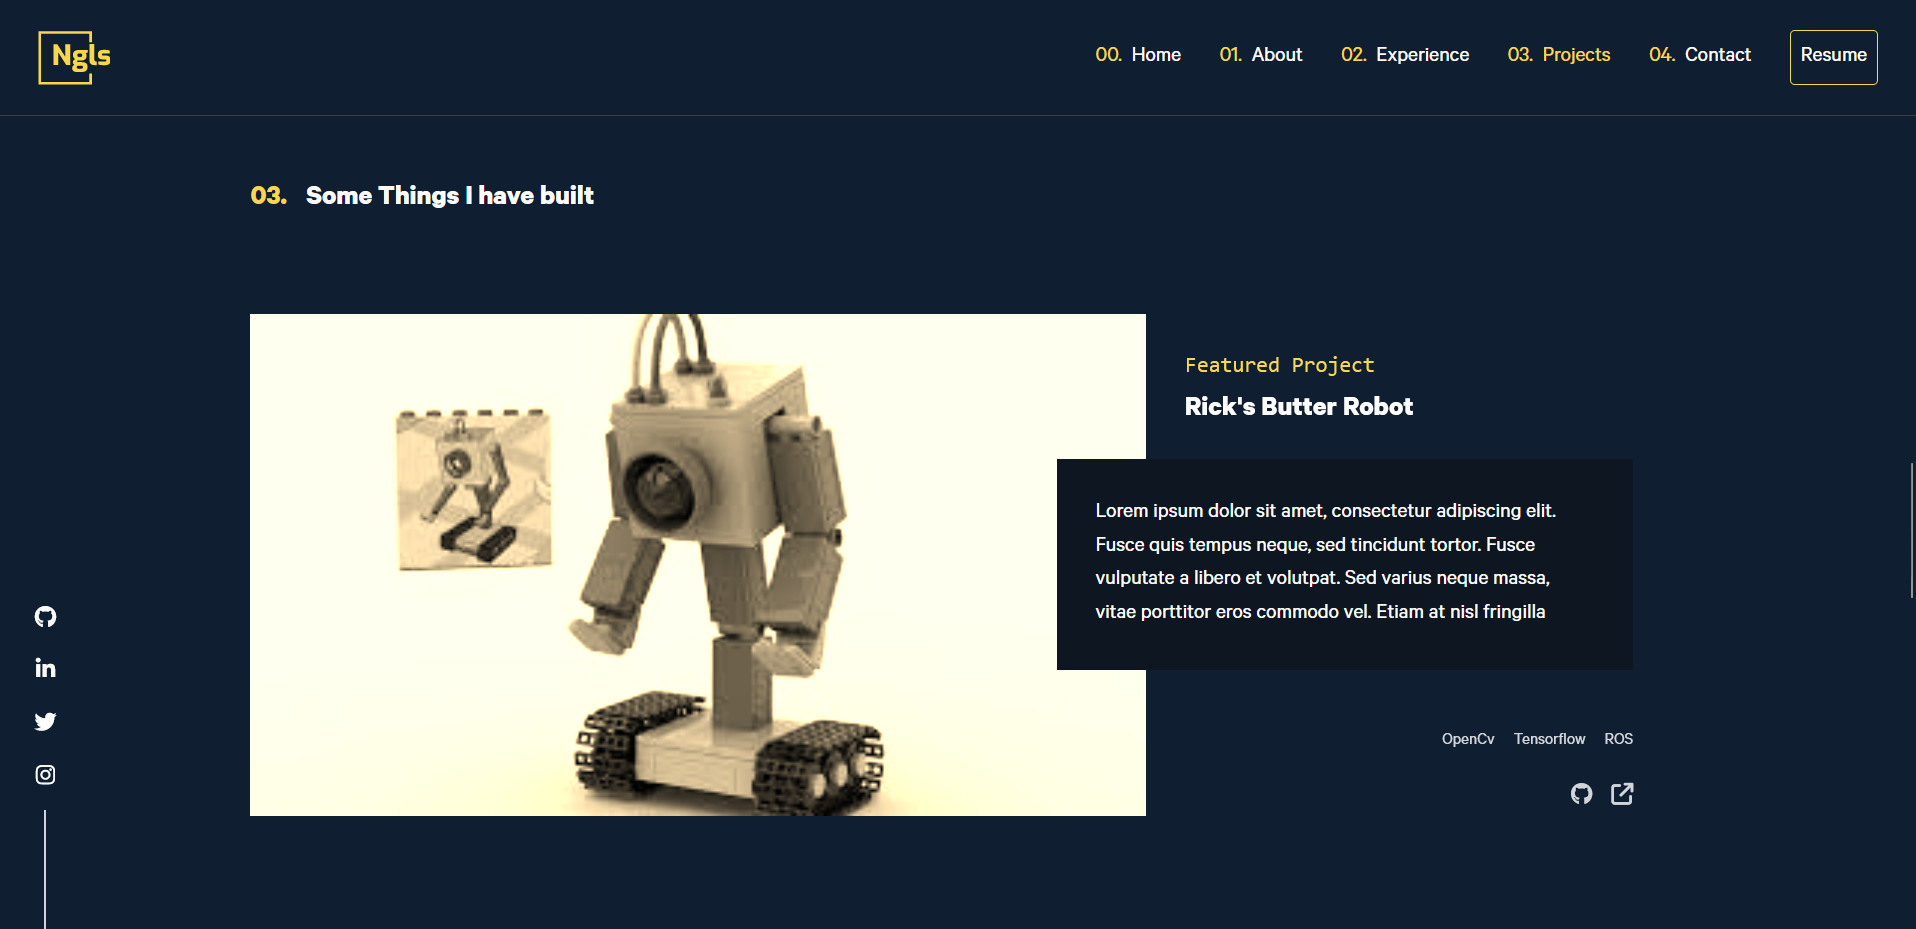 Ngls
00. Home 01. About 02. Experience 03. Projects 04. Contact Resume
03. Some Things I have built
Featured Project
Rick's Butter Robot
Lorem ipsum dolor sit amet, consectetur adipiscing elit.
Fusce quis tempus neque, sed tincidunt tortor. Fusce
vulputate a libero et volutpat. Sed varius neque massa,
vitae porttitor eros commodo vel. Etiam at nisl fringilla
OpenCv Tensorflow ROS
in